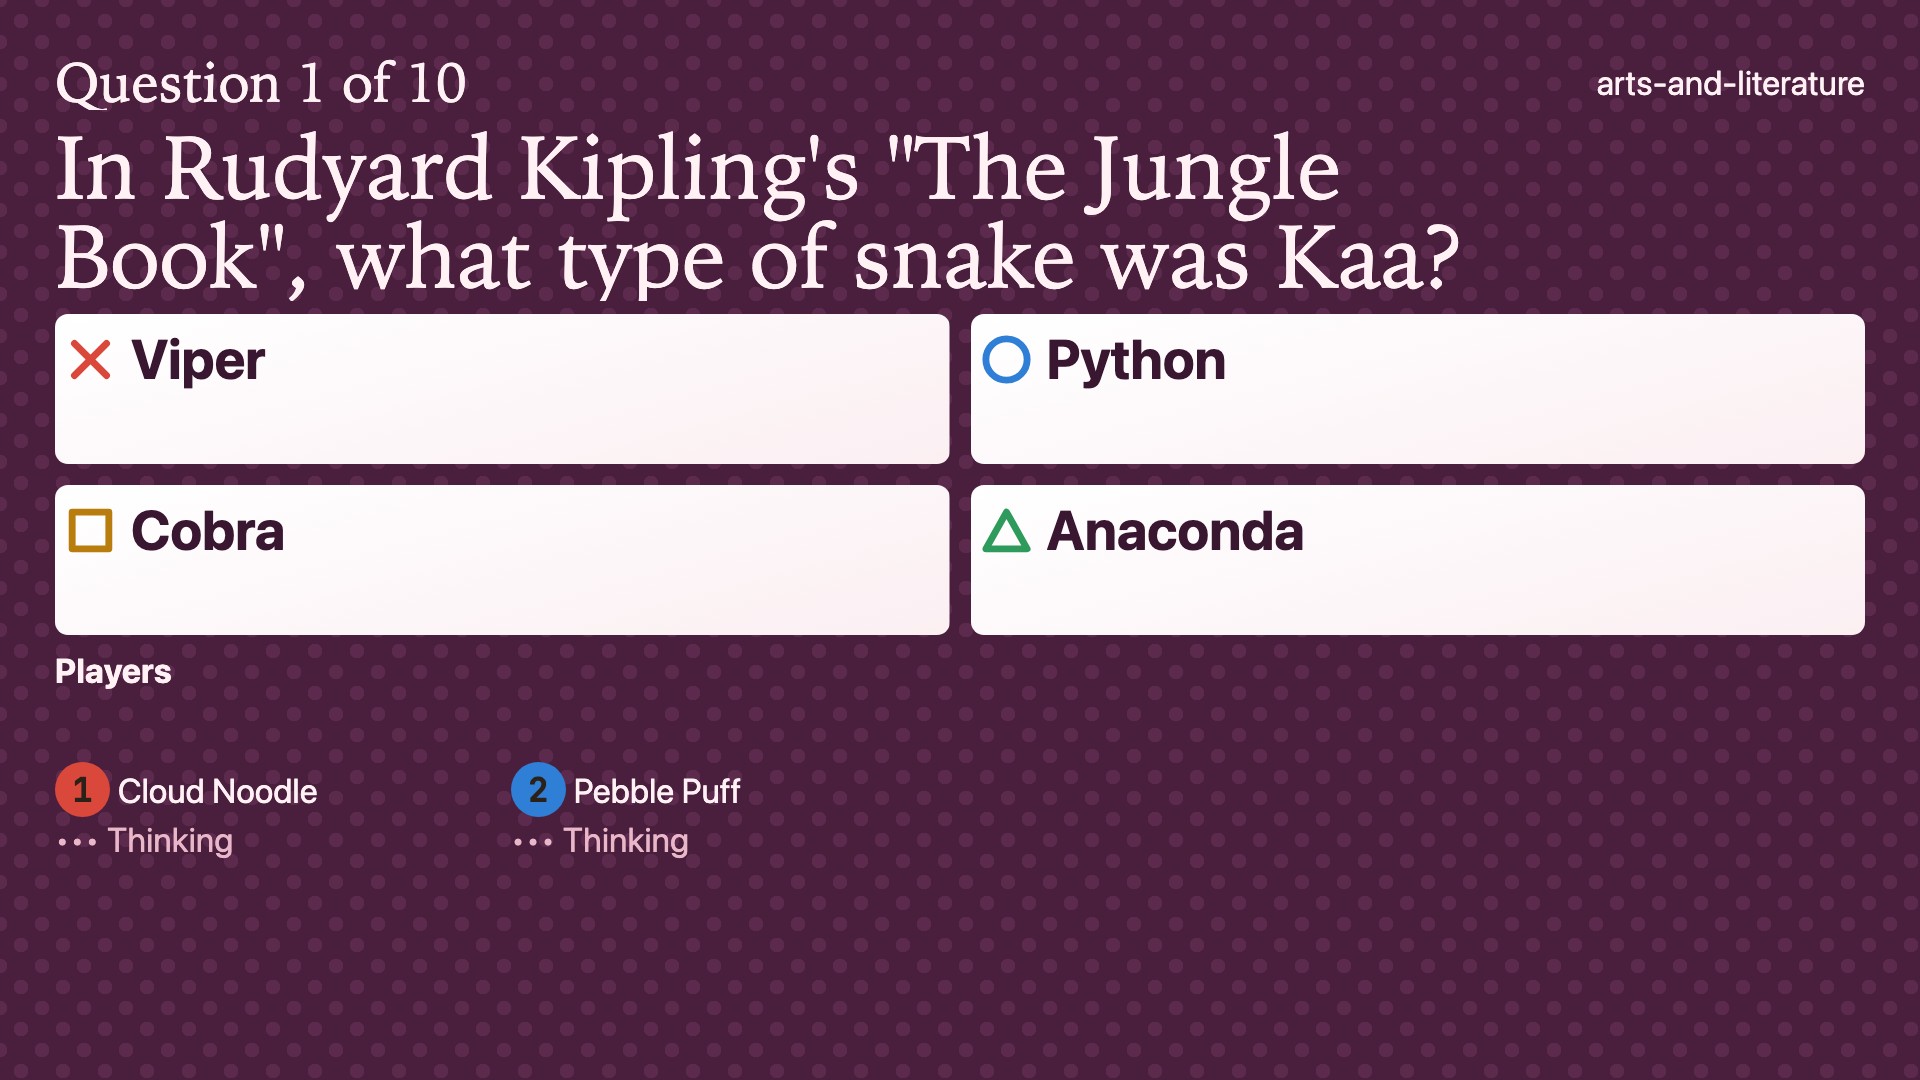 Question 1 of 10
arts-and-literature
In Rudyard Kipling's "The Jungle
Book", what type of snake was Kaa?
Viper
Python
Cobra
Anaconda
Players
1 Cloud Noodle
2 Pebble Puff
••• Thinking
••• Thinking